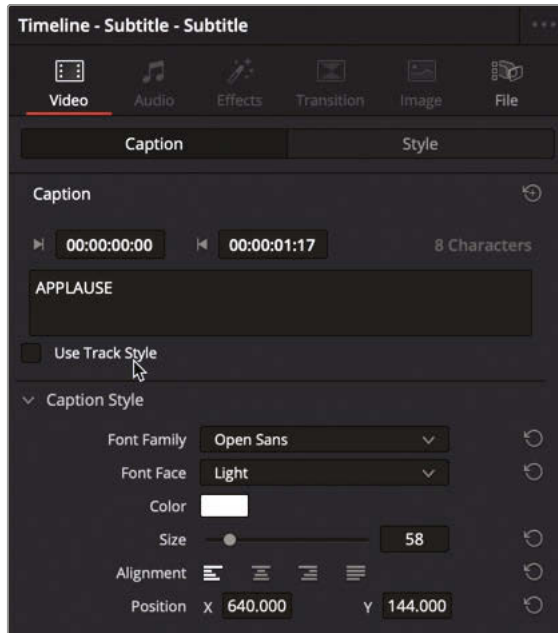 Timeline - Subtitle - Subtitle
Video Audio Effects Transition Image File
Caption Style
Caption
00:00:00:00 00:00:01:17 8 Characters
APPLAUSE
Use Track Style
Caption Style
Font Family Open Sans
Font Face Light
Color
Size 58
Alignment
Position X 640.000 Y 144.000